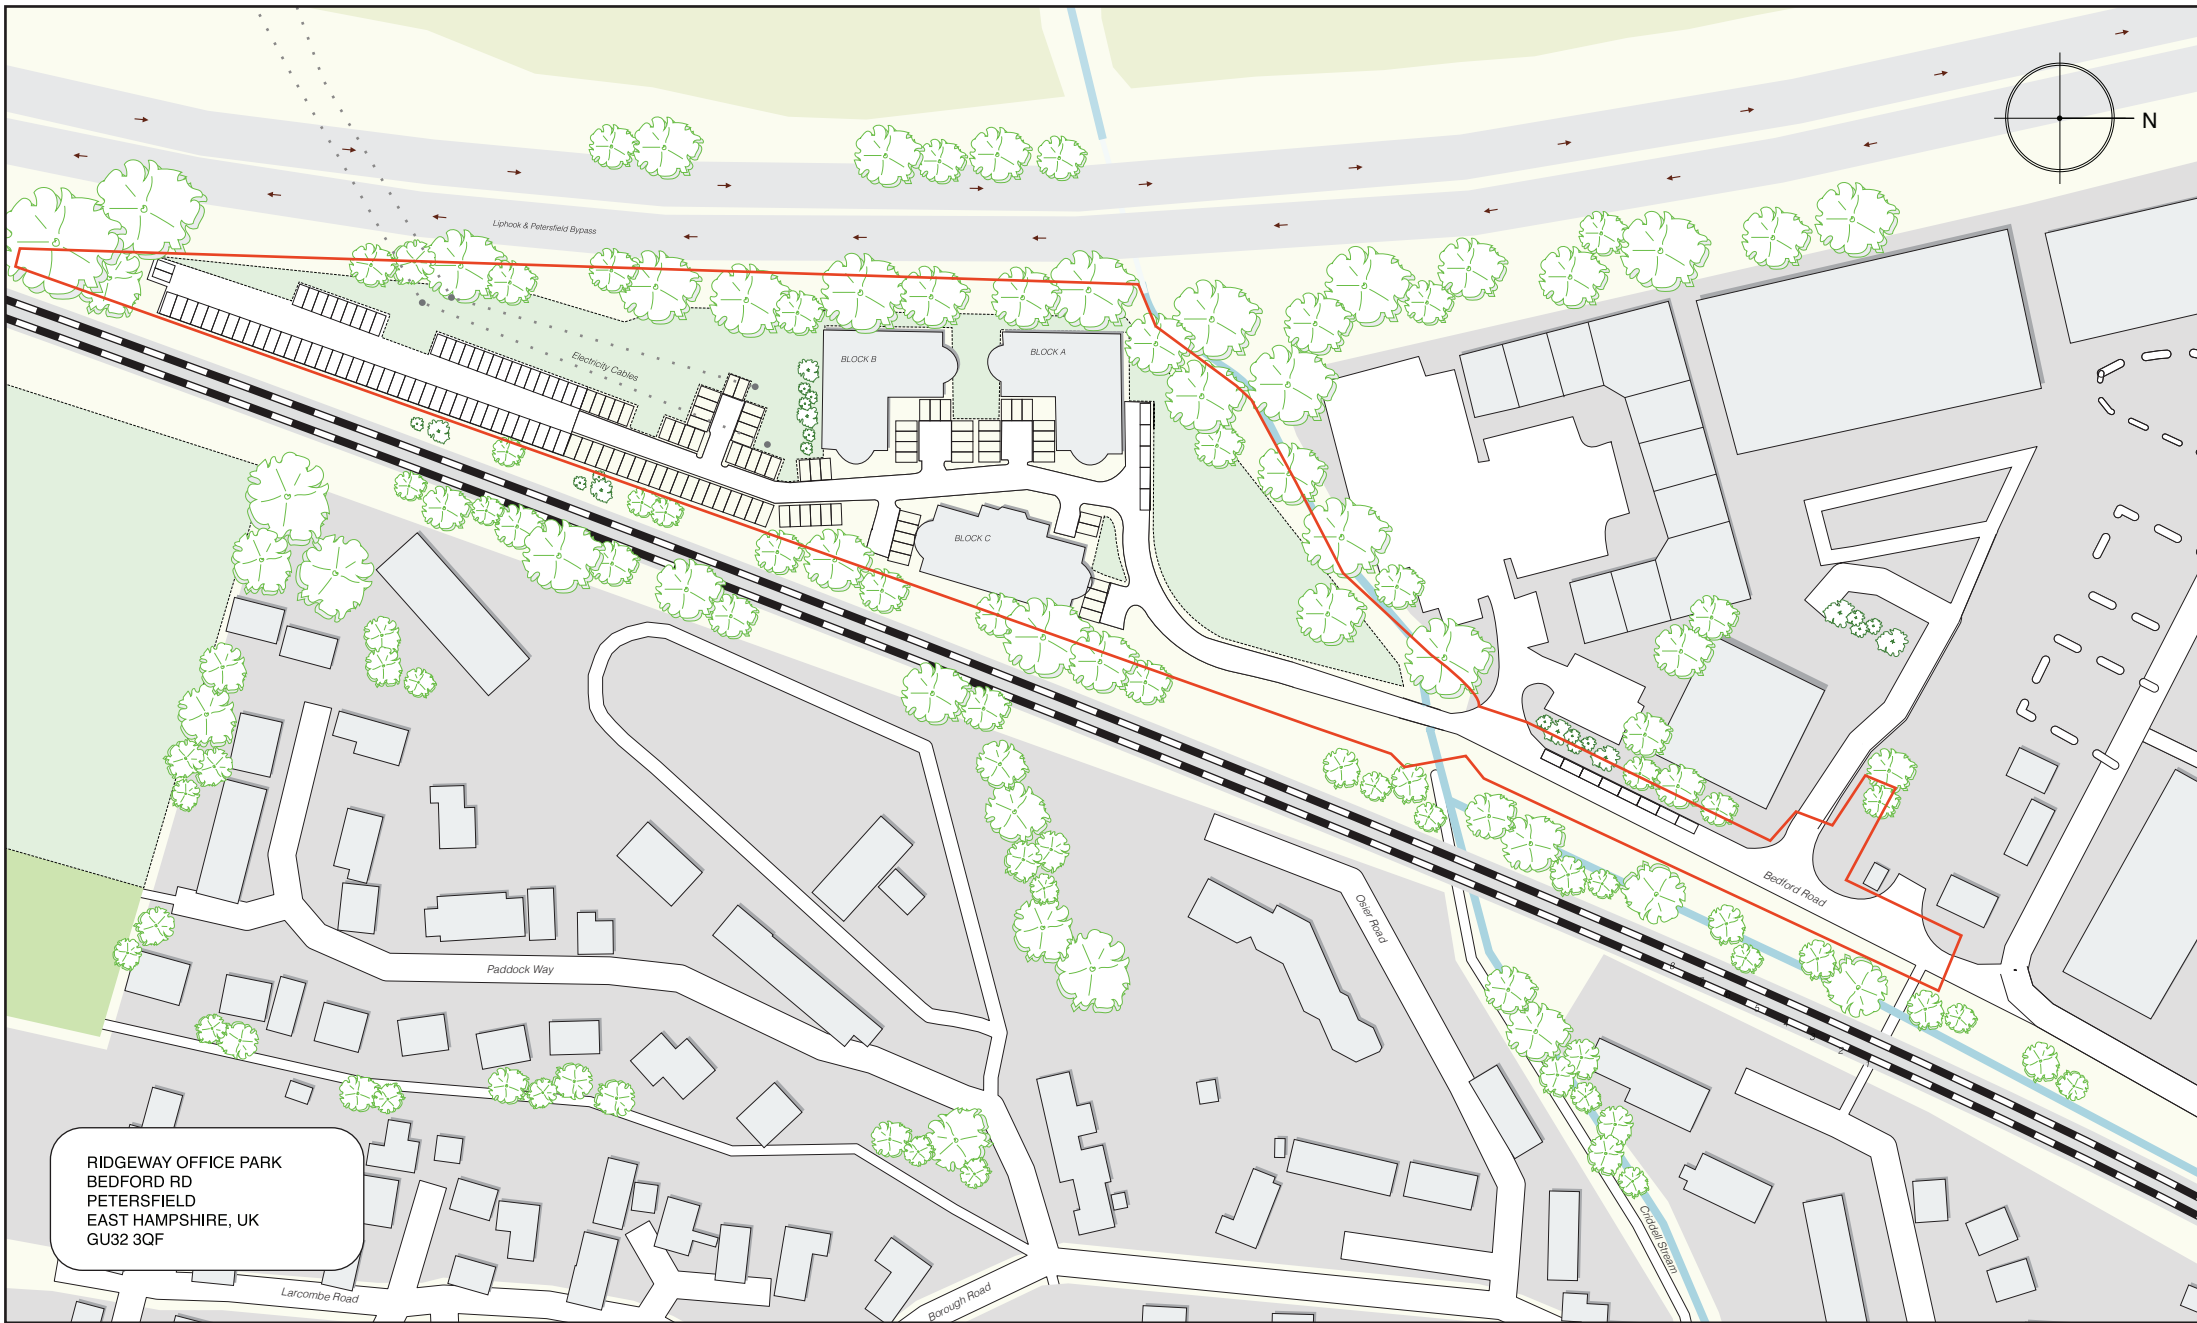 N
Liphook & Petersfield Bypass
Electricity Cables
BLOCK B
BLOCK A
BLOCK C
Bedford Road
Osier Road
Paddock Way
Criddell Stream
Larcombe Road
Borough Road
RIDGEWAY OFFICE PARK
BEDFORD RD
PETERSFIELD
EAST HAMPSHIRE, UK
GU32 3QF